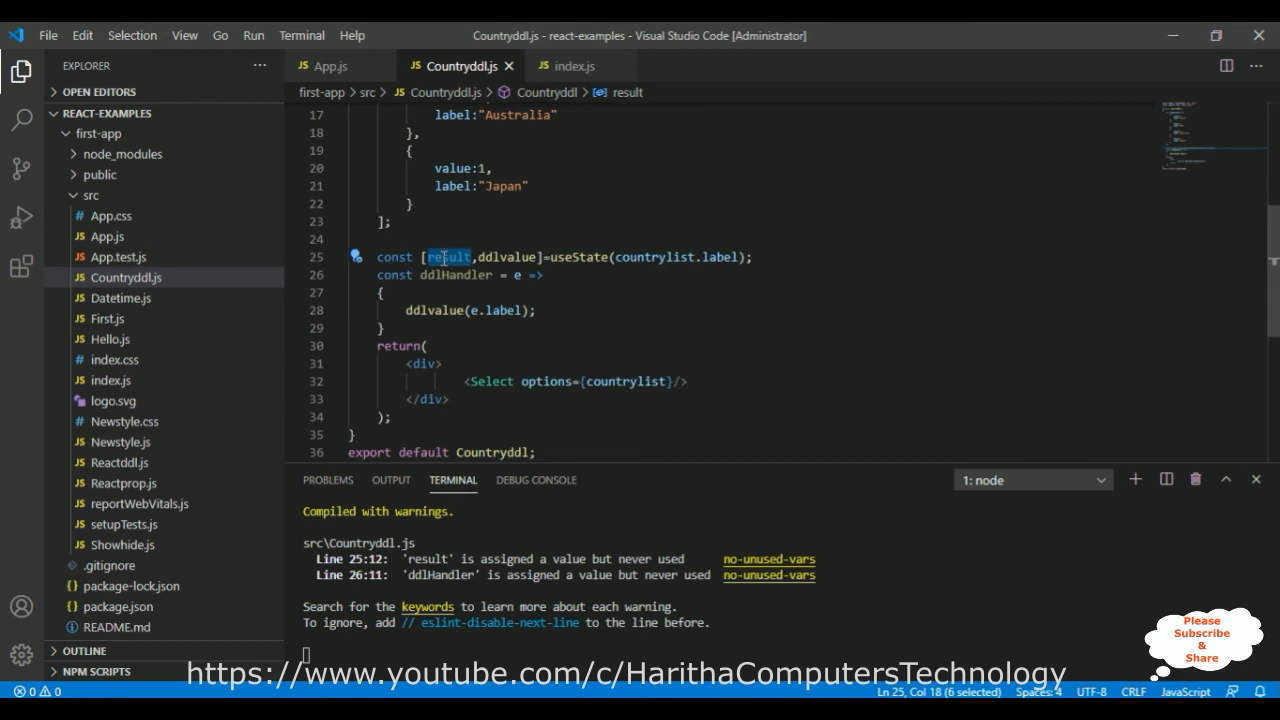 File Edit Selection View Go Run Terminal Help
Countryddl.js - react-examples - Visual Studio Code [Administrator]
EXPLORER
App.js
Countryddl.js
index.js
OPEN EDITORS
first-app > src > Countryddl.js > Countryddl > result
REACT-EXAMPLES
first-app
node_modules
public
src
App.css
App.js
App.test.js
Countryddl.js
Datetime.js
First.js
Hello.js
index.css
index.js
logo.svg
Newstyle.css
Newstyle.js
Reactddl.js
Reactprop.js
reportWebVitals.js
setupTests.js
Showhide.js
.gitignore
package-lock.json
package.json
README.md
OUTLINE
NPM SCRIPTS
17 label:"Australia"
18 },
19 {
20 value:1,
21 label:"Japan"
22 }
23 ];
24
25 const [result,ddlvalue]=useState(countrylist.label);
26 const ddlHandler = e =>
27 {
28 ddlvalue(e.label);
29 }
30 return(
31 <div>
32 <Select options={countrylist}/>
33 </div>
34 );
35 }
36 export default Countryddl;
PROBLEMS OUTPUT TERMINAL DEBUG CONSOLE
1: node
Compiled with warnings.
src\Countryddl.js
Line 25:12: 'result' is assigned a value but never used no-unused-vars
Line 26:11: 'ddlHandler' is assigned a value but never used no-unused-vars
Search for the keywords to learn more about each warning.
To ignore, add // eslint-disable-next-line to the line before.
Please
Subscribe
&
Share
https://www.youtube.com/c/HarithaComputersTechnology
0 0
Ln 25, Col 18 (6 selected) Spaces: 4 UTF-8 CRLF JavaScript